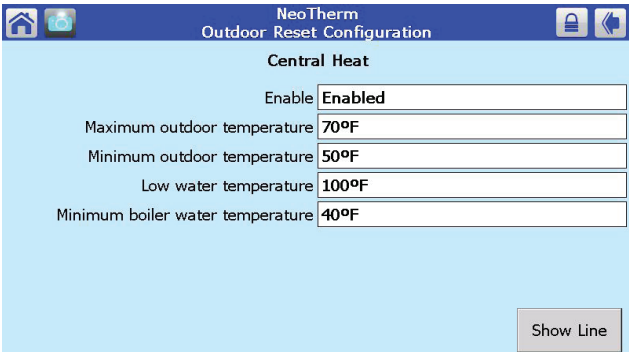 NeoTherm
Outdoor Reset Configuration
Central Heat
Enable Enabled
Maximum outdoor temperature 70ºF
Minimum outdoor temperature 50ºF
Low water temperature 100ºF
Minimum boiler water temperature 40ºF
Show Line